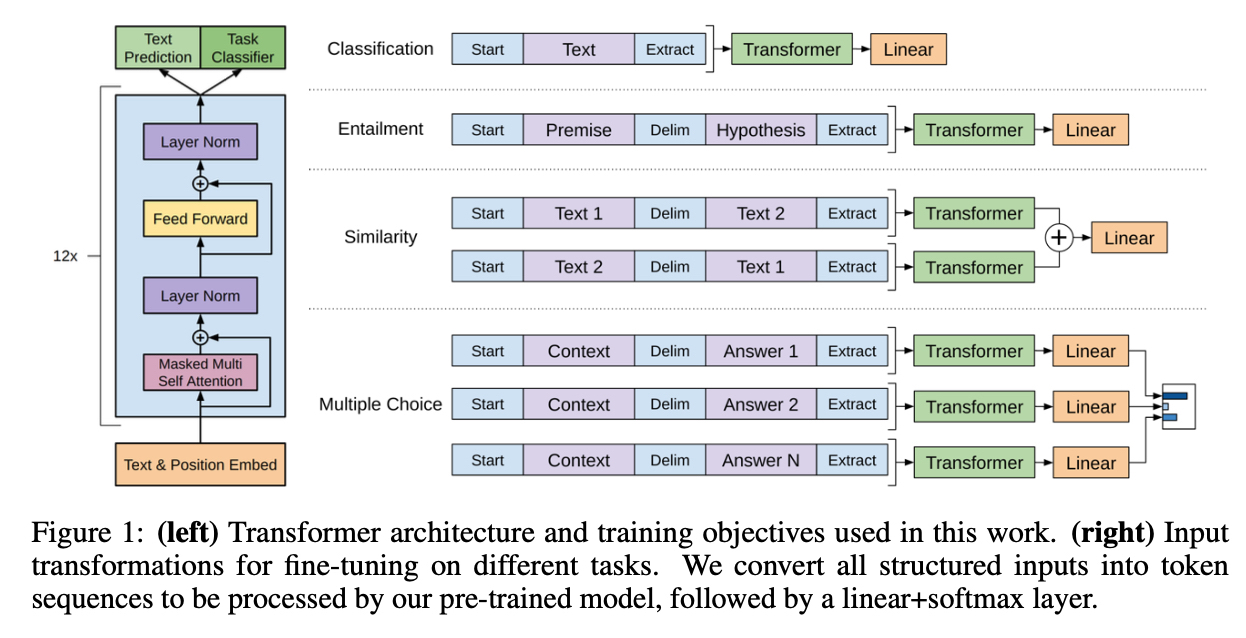 Text Prediction
Task Classifier
Layer Norm
Feed Forward
12x
Layer Norm
Masked Multi
Self Attention
Text & Position Embed
Classification
Start Text Extract Transformer Linear
Entailment
Start Premise Delim Hypothesis Extract Transformer Linear
Similarity
Start Text 1 Delim Text 2 Extract Transformer
Start Text 2 Delim Text 1 Extract Transformer
+ Linear
Multiple Choice
Start Context Delim Answer 1 Extract Transformer Linear
Start Context Delim Answer 2 Extract Transformer Linear
Start Context Delim Answer N Extract Transformer Linear
Figure 1: (left) Transformer architecture and training objectives used in this work. (right) Input
transformations for fine-tuning on different tasks. We convert all structured inputs into token
sequences to be processed by our pre-trained model, followed by a linear+softmax layer.